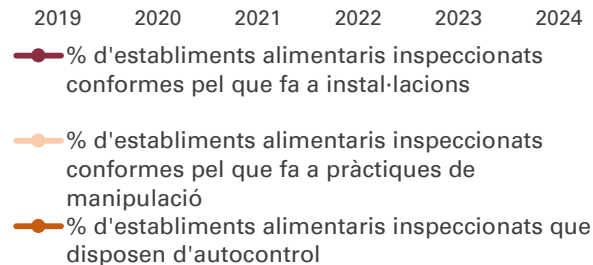 2019 2020 2021 2022 2023 2024
% d'establiments alimentaris inspeccionats
conformes pel que fa a instal·lacions
% d'establiments alimentaris inspeccionats
conformes pel que fa a pràctiques de
manipulació
% d'establiments alimentaris inspeccionats que
disposen d'autocontrol